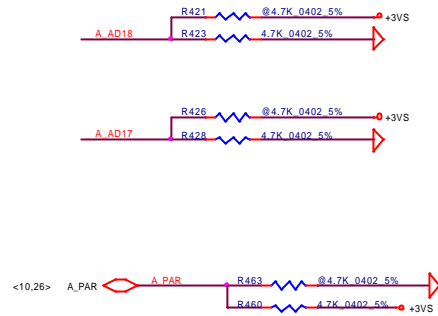 R421 @4.7K_0402_5% +3VS
A_AD18 R423 4.7K_0402_5%
R426 @4.7K_0402_5% +3VS
A_AD17 R428 4.7K_0402_5%
<10,26> A_PAR A_PAR R463 @4.7K_0402_5%
R460 4.7K_0402_5% +3VS